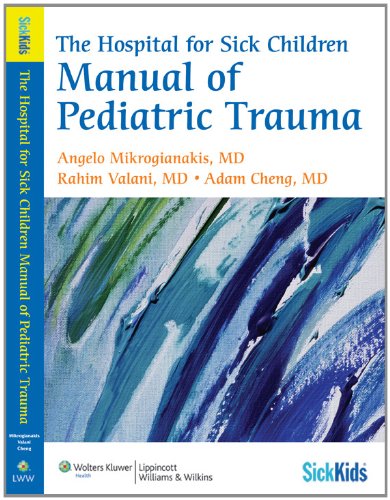 SickKids
The Hospital for Sick Children Manual of Pediatric Trauma
Mikrogianakis
Valani
Cheng
LWW
The Hospital for Sick Children
Manual of
Pediatric Trauma
Angelo Mikrogianakis, MD
Rahim Valani, MD • Adam Cheng, MD
Wolters Kluwer
Health
Lippincott
Williams & Wilkins
SickKids